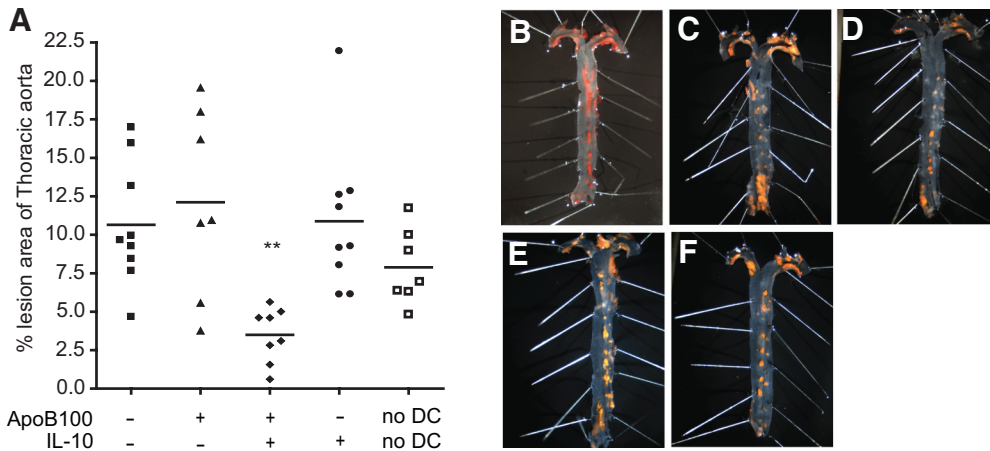 A
% lesion area of Thoracic aorta
22.5
20.0
17.5
15.0
12.5
10.0
7.5
5.0
2.5
0.0
**
ApoB100 - + + - no DC
IL-10 - - + + no DC
B
C
D
E
F